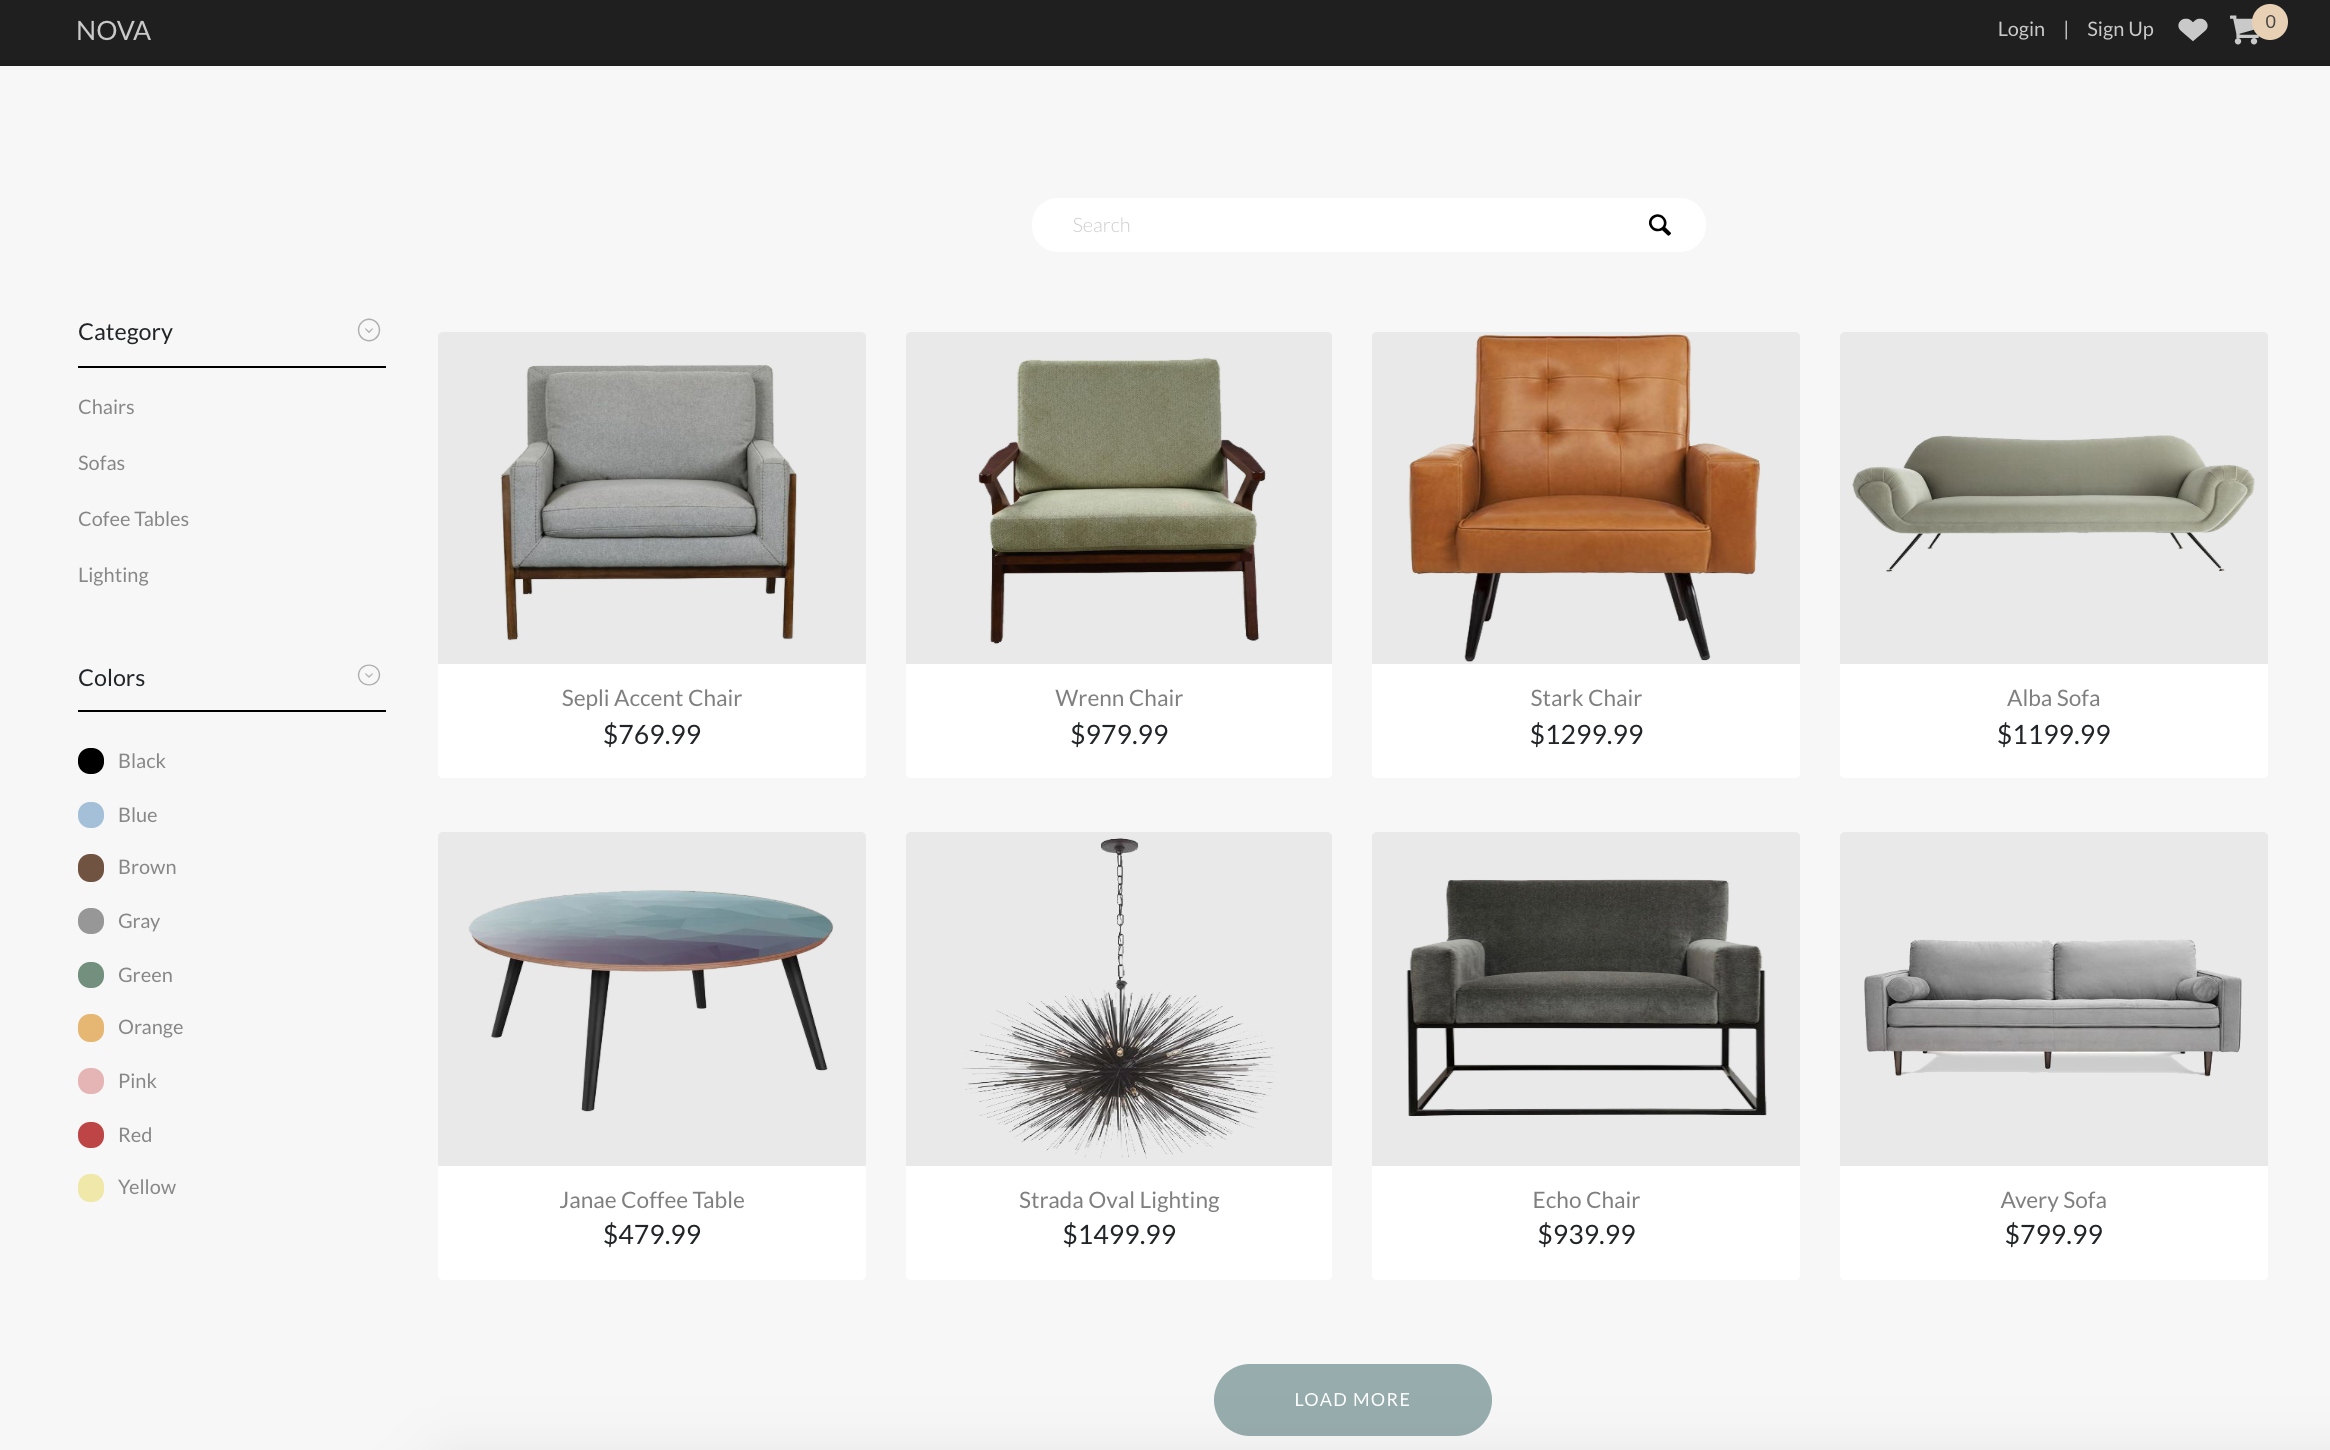 NOVA
Login | Sign Up
0
Search
Category
Chairs
Sofas
Cofee Tables
Lighting
Colors
Black
Blue
Brown
Gray
Green
Orange
Pink
Red
Yellow
Sepli Accent Chair
$769.99
Wrenn Chair
$979.99
Stark Chair
$1299.99
Alba Sofa
$1199.99
Janae Coffee Table
$479.99
Strada Oval Lighting
$1499.99
Echo Chair
$939.99
Avery Sofa
$799.99
LOAD MORE